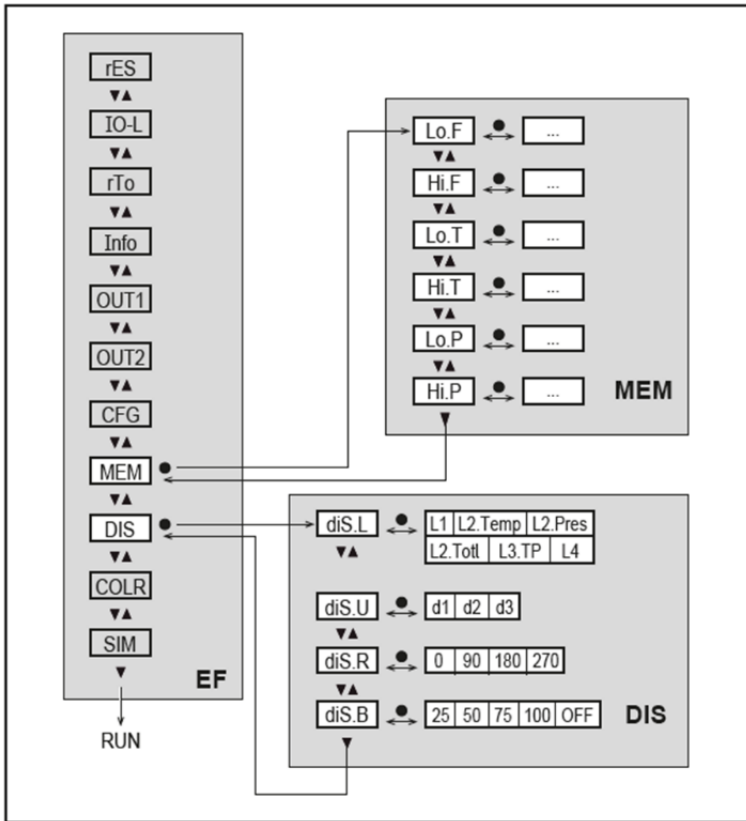 rES
IO-L
rTo
Info
OUT1
OUT2
CFG
MEM
DIS
COLR
SIM
EF
RUN
Lo.F ...
Hi.F ...
Lo.T ...
Hi.T ...
Lo.P ...
Hi.P ...
MEM
diS.L L1 L2.Temp L2.Pres
L2.Totl L3.TP L4
diS.U d1 d2 d3
diS.R 0 90 180 270
diS.B 25 50 75 100 OFF
DIS